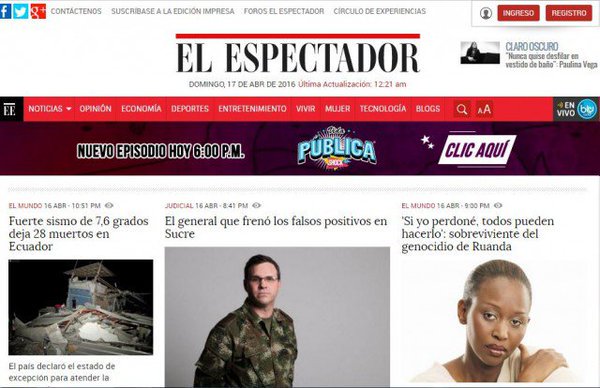 CONTÁCTENOS SUSCRÍBASE A LA EDICIÓN IMPRESA FOROS EL ESPECTADOR CÍRCULO DE EXPERIENCIAS
INGRESO REGISTRO
EL ESPECTADOR
DOMINGO, 17 DE ABR DE 2016 Última Actualización: 12:21 am
CLARO OSCURO
"Nunca quise desfilar en
vestido de baño": Paulina Vega
EE NOTICIAS OPINIÓN ECONOMÍA DEPORTES ENTRETENIMIENTO VIVIR MUJER TECNOLOGÍA BLOGS AA EN VIVO blu
NUEVO EPISODIO HOY 6:00 P.M.
Vida
PUBLICA
SHOCK
CLIC AQUÍ
EL MUNDO 16 ABR - 10:51 PM
Fuerte sismo de 7,6 grados
deja 28 muertos en
Ecuador
El país declaró el estado de
excepción para atender la
JUDICIAL 16 ABR - 8:41 PM
El general que frenó los falsos positivos en
Sucre
EL MUNDO 16 ABR - 9:00 PM
'Si yo perdoné, todos pueden
hacerlo': sobreviviente del
genocidio de Ruanda